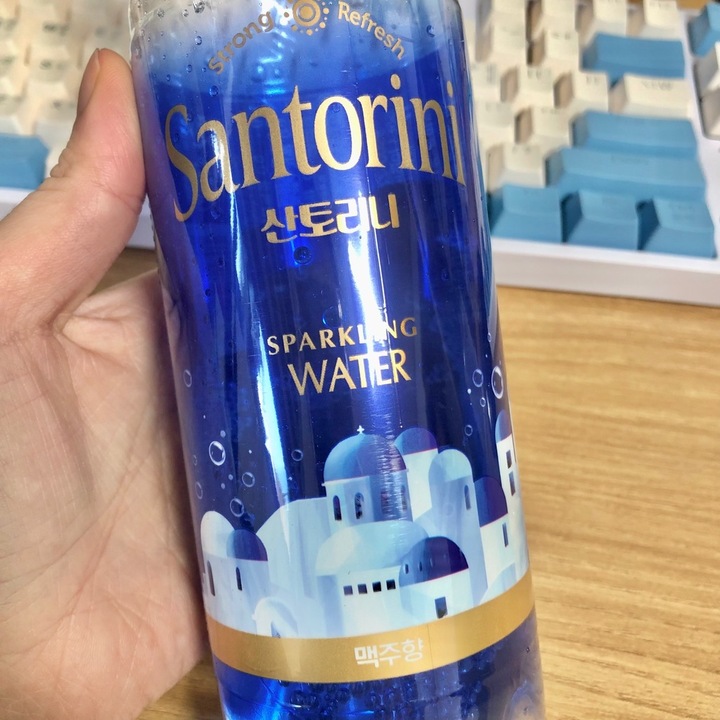 Strong Refresh
Santorini
산토리니
SPARKLING
WATER
맥주향